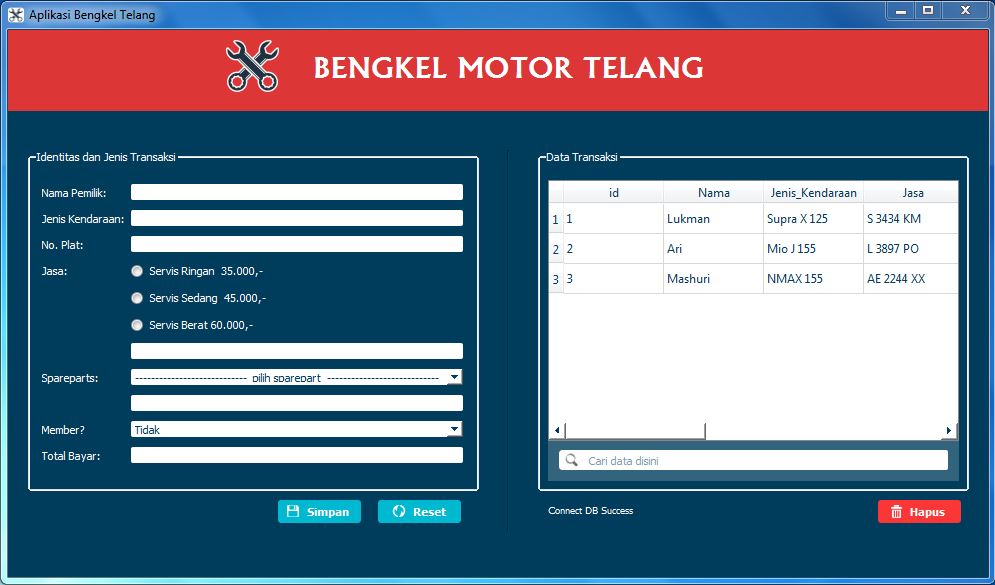 Aplikasi Bengkel Telang
BENGKEL MOTOR TELANG
Identitas dan Jenis Transaksi
Nama Pemilik:
Jenis Kendaraan:
No. Plat:
Jasa:
Servis Ringan 35.000,-
Servis Sedang 45.000,-
Servis Berat 60.000,-
Spareparts:
---------------------------- pilih sparepart ----------------------------
Member?
Tidak
Total Bayar:
Simpan
Reset
Data Transaksi
id Nama Jenis_Kendaraan Jasa
1 1 Lukman Supra X 125 S 3434 KM
2 2 Ari Mio J 155 L 3897 PO
3 3 Mashuri NMAX 155 AE 2244 XX
Cari data disini
Connect DB Success
Hapus